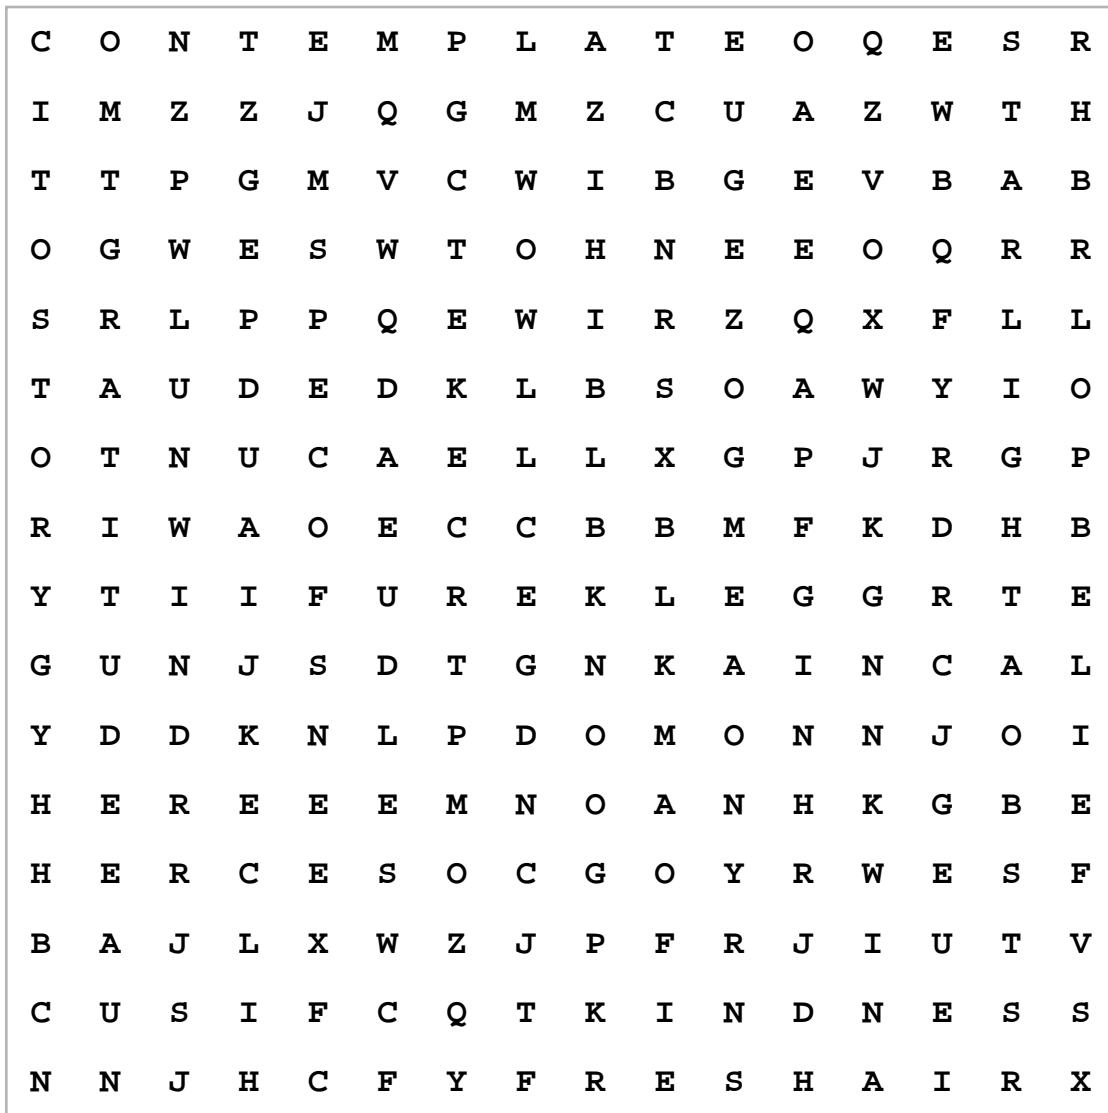 C O N T E M P L A T E O Q E S R
I M Z Z J Q G M Z C U A Z W T H
T T P G M V C W I B G E V B A B
O G W E S W T O H N E E O Q R R
S R L P P Q E W I R Z Q X F L L
T A U D E D K L B S O A W Y I O
O T N U C A E L L X G P J R G P
R I W A O E C C B B M F K D H B
Y T I I F U R E K L E G G R T E
G U N J S D T G N K A I N C A L
Y D D K N L P D O M O N N J O I
H E R E E E M N O A N H K G B E
H E R C E S O C G O Y R W E S F
B A J L X W Z J P F R J I U T V
C U S I F C Q T K I N D N E S S
N N J H C F Y F R E S H A I R X